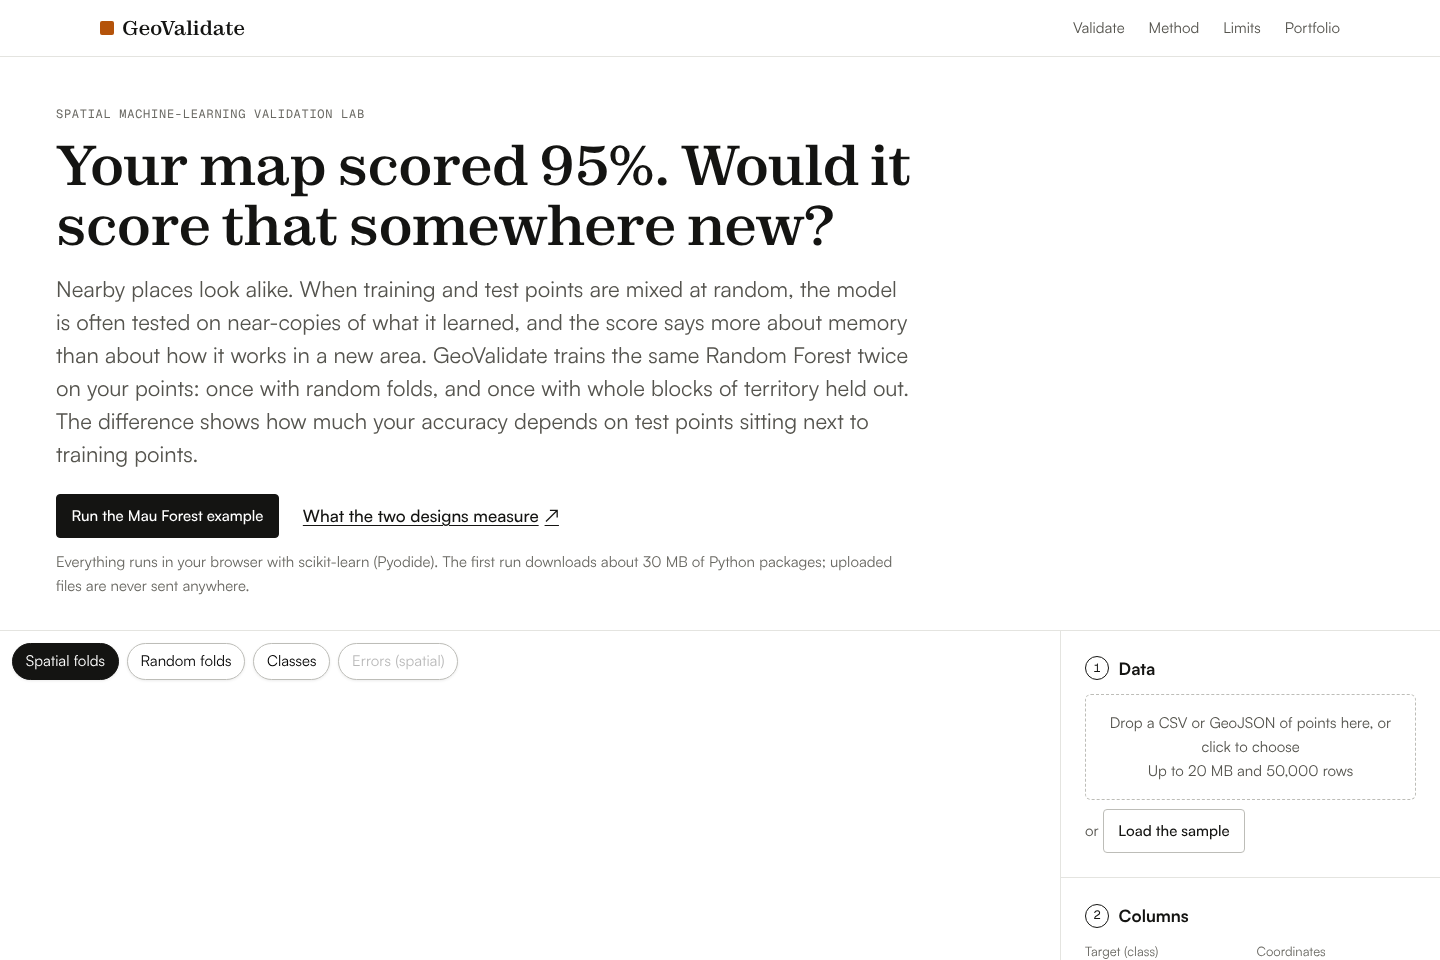 GeoValidate
Validate Method Limits Portfolio
SPATIAL MACHINE-LEARNING VALIDATION LAB
Your map scored 95%. Would it
score that somewhere new?
Nearby places look alike. When training and test points are mixed at random, the model
is often tested on near-copies of what it learned, and the score says more about memory
than about how it works in a new area. GeoValidate trains the same Random Forest twice
on your points: once with random folds, and once with whole blocks of territory held out.
The difference shows how much your accuracy depends on test points sitting next to
training points.
Run the Mau Forest example What the two designs measure ↗
Everything runs in your browser with scikit-learn (Pyodide). The first run downloads about 30 MB of Python packages; uploaded
files are never sent anywhere.
Spatial folds Random folds Classes Errors (spatial)
1 Data
Drop a CSV or GeoJSON of points here, or
click to choose
Up to 20 MB and 50,000 rows
or Load the sample
2 Columns
Target (class) Coordinates